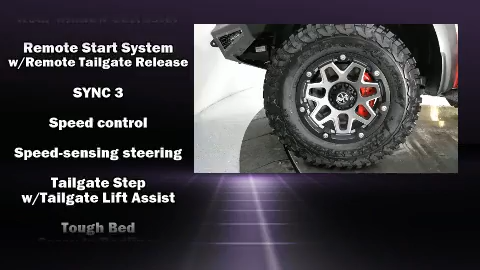 Remote Start System
w/Remote Tailgate Release
SYNC 3
Speed control
Speed-sensing steering
Tailgate Step
w/Tailgate Lift Assist
Tough Bed